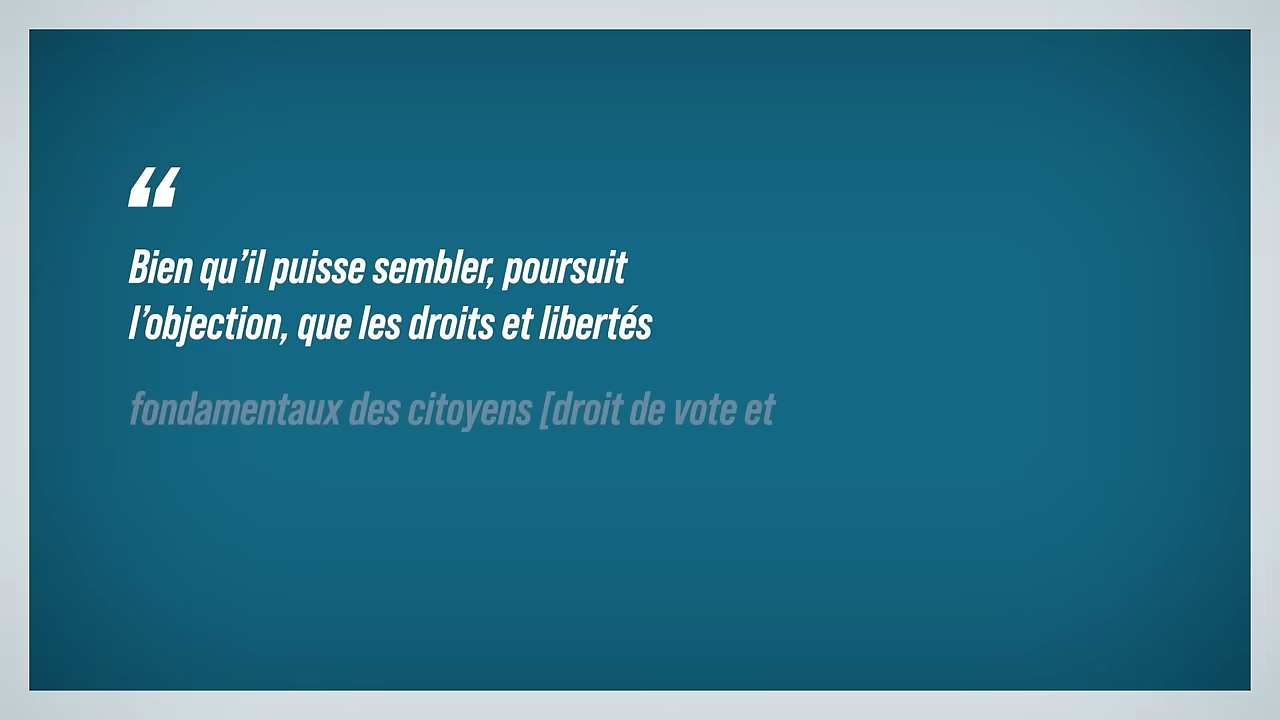 “
Bien qu’il puisse sembler, poursuit
l’objection, que les droits et libertés
fondamentaux des citoyens [droit de vote et